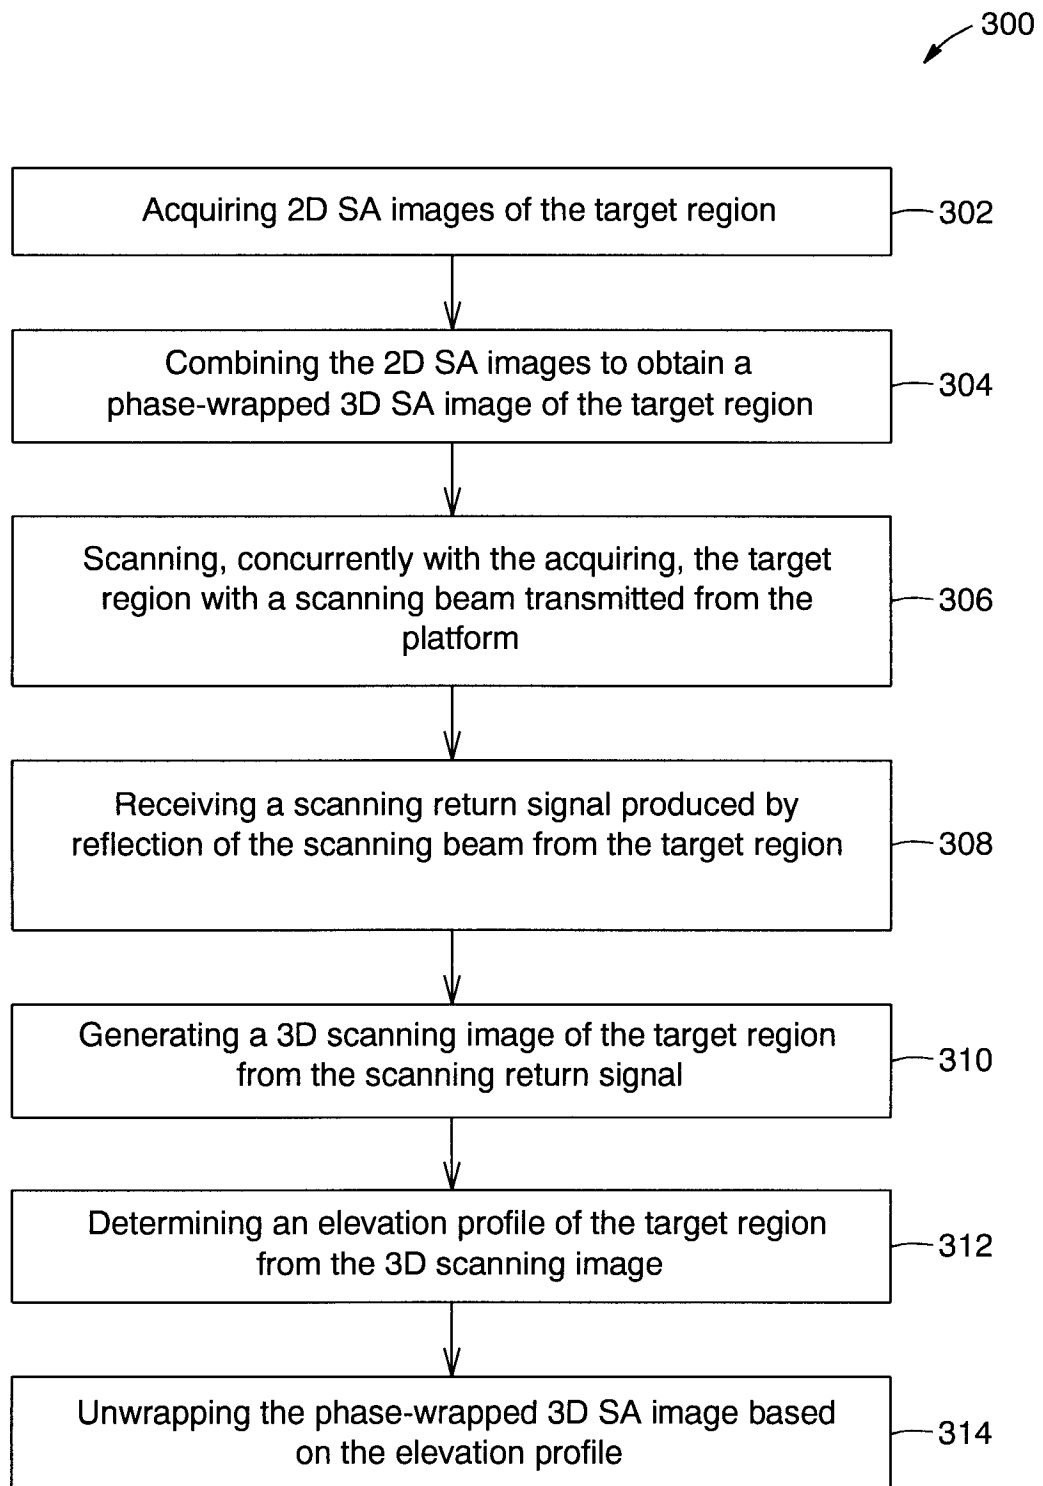 300
Acquiring 2D SA images of the target region
302
Combining the 2D SA images to obtain a
phase-wrapped 3D SA image of the target region
304
Scanning, concurrently with the acquiring, the target
region with a scanning beam transmitted from the
platform
306
Receiving a scanning return signal produced by
reflection of the scanning beam from the target region
308
Generating a 3D scanning image of the target region
from the scanning return signal
310
Determining an elevation profile of the target region
from the 3D scanning image
312
Unwrapping the phase-wrapped 3D SA image based
on the elevation profile
314